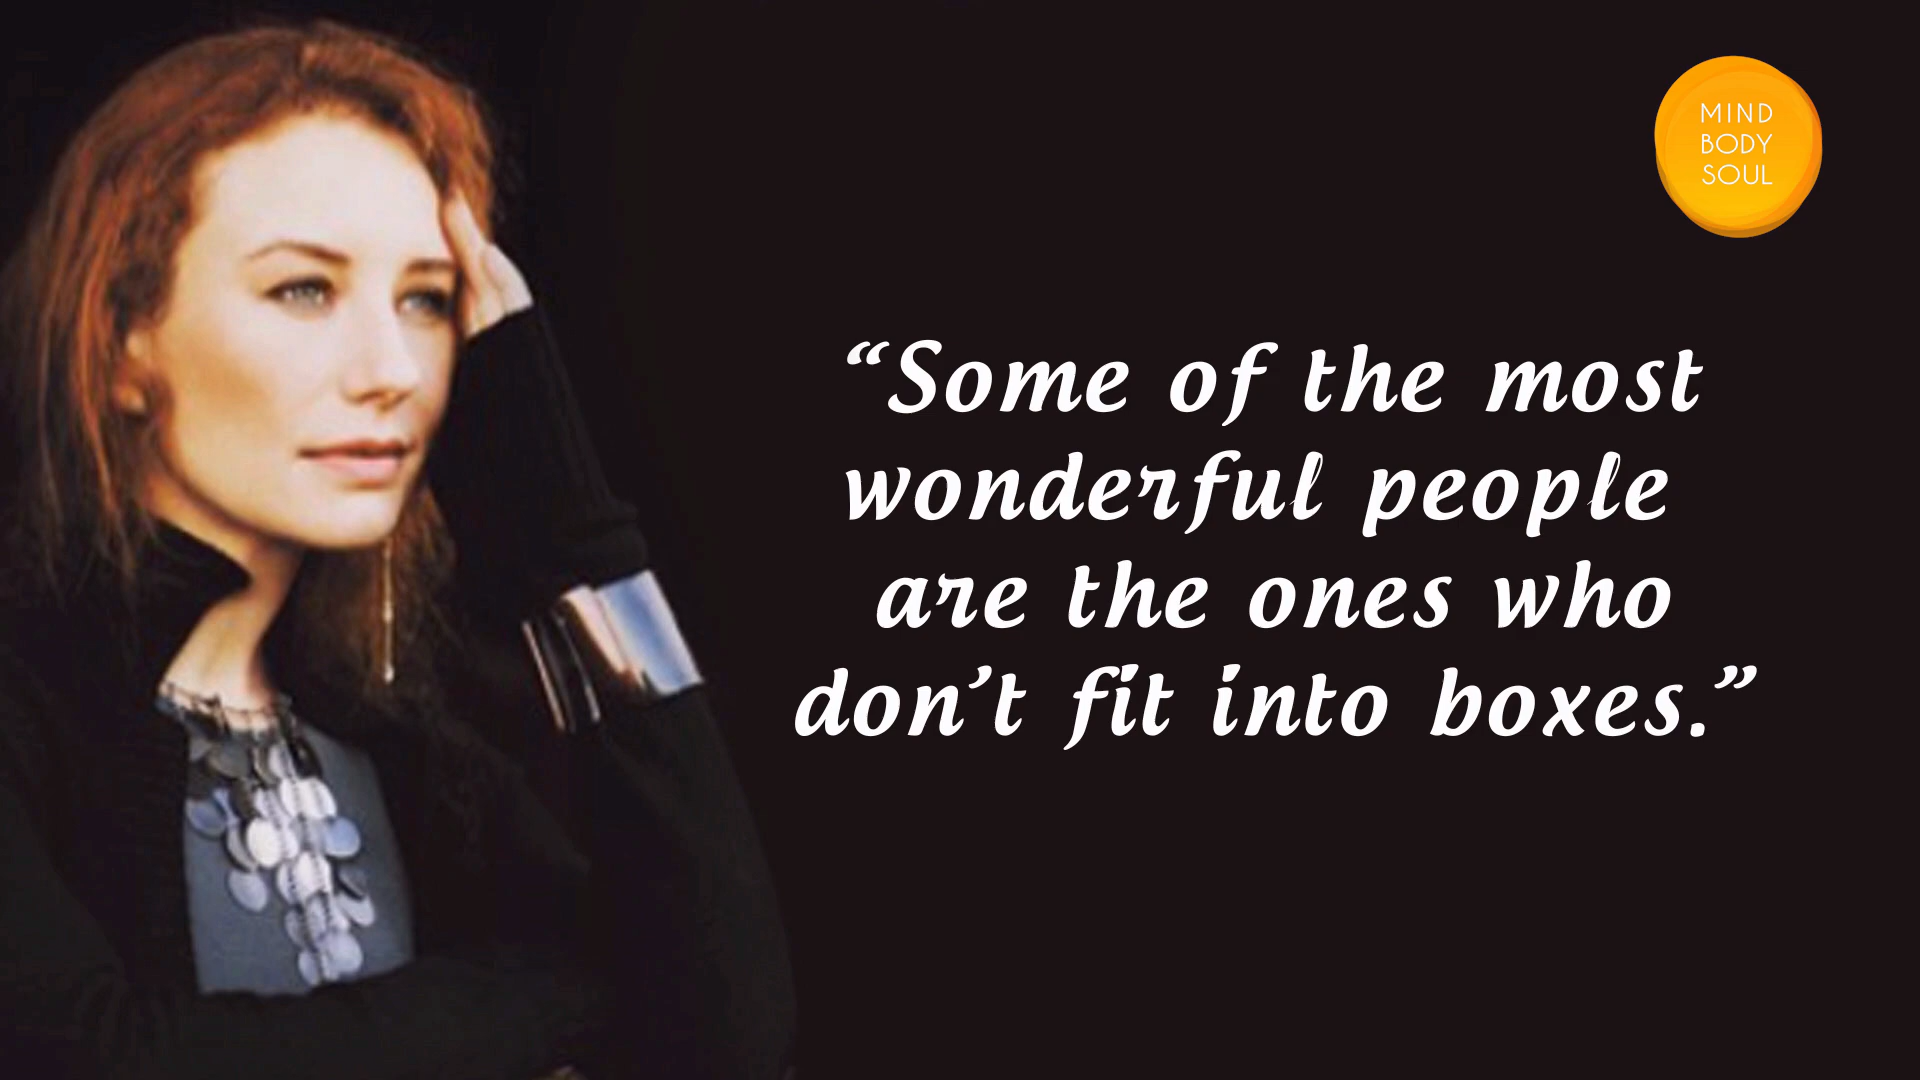 MIND
BODY
SOUL
“Some of the most
wonderful people
are the ones who
don’t fit into boxes.”